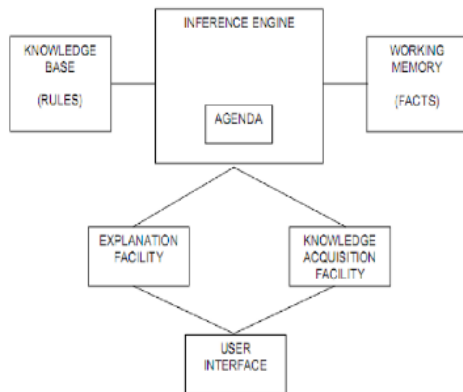 INFERENCE ENGINE
KNOWLEDGE
BASE
(RULES)
WORKING
MEMORY
(FACTS)
AGENDA
EXPLANATION
FACILITY
KNOWLEDGE
ACQUISITION
FACILITY
USER
INTERFACE